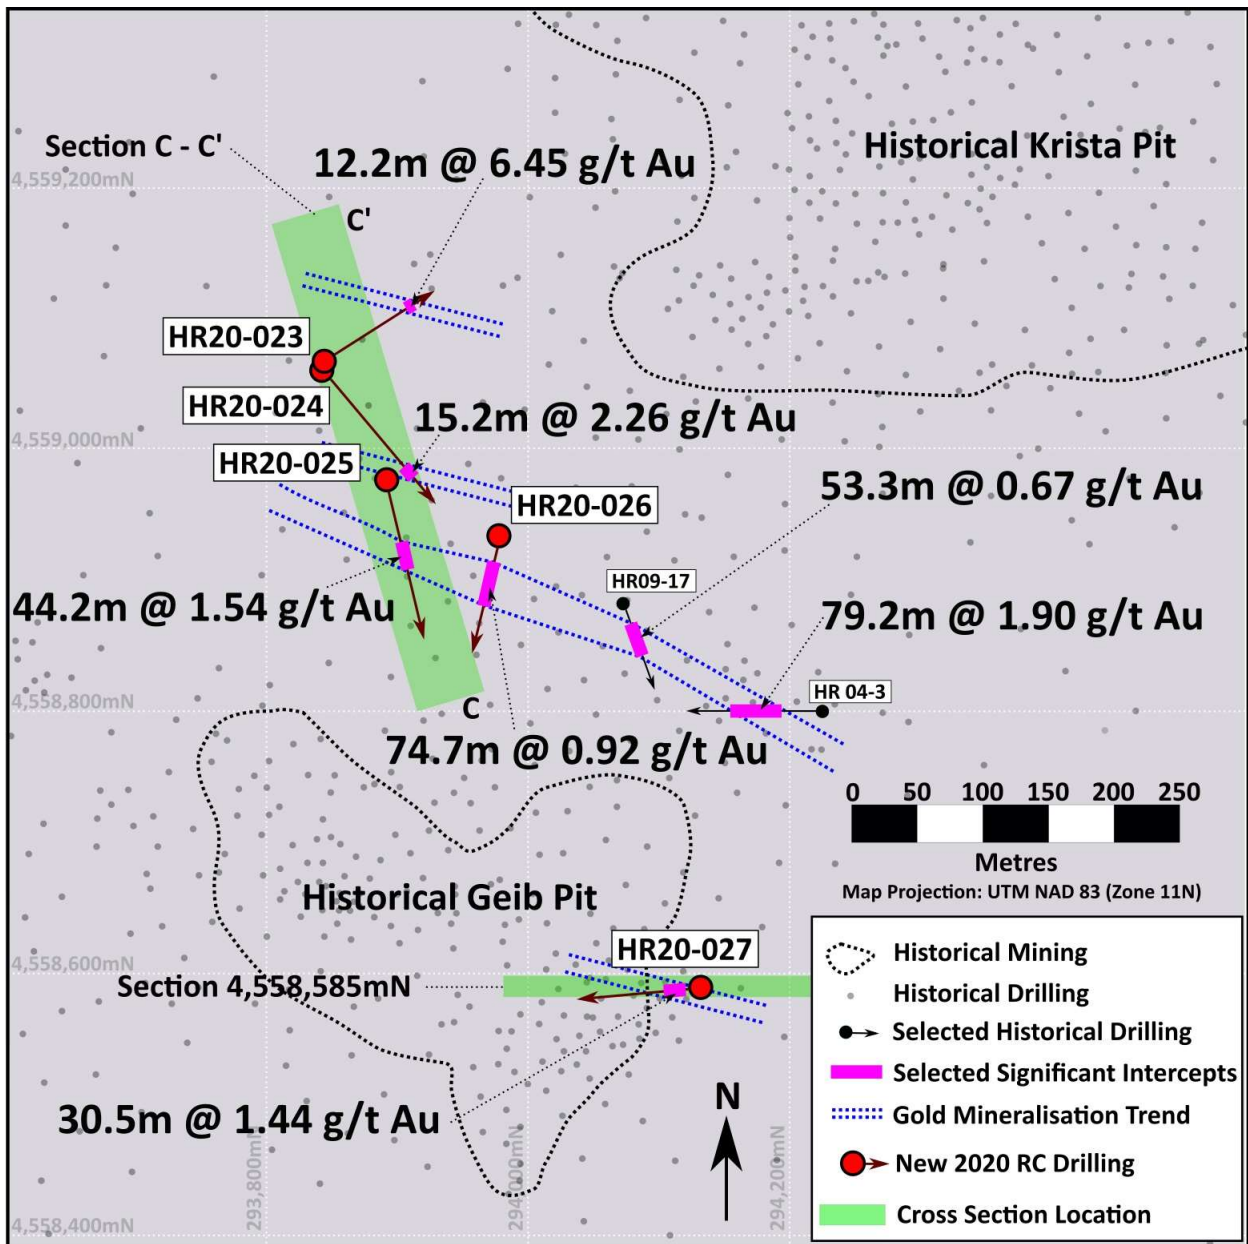 Section C - C'
12.2m @ 6.45 g/t Au
Historical Krista Pit
4,559,200mN
C'
HR20-023
HR20-024
15.2m @ 2.26 g/t Au
4,559,000mN
HR20-025
53.3m @ 0.67 g/t Au
HR20-026
HR09-17
44.2m @ 1.54 g/t Au
79.2m @ 1.90 g/t Au
HR 04-3
C
4,558,800mN
74.7m @ 0.92 g/t Au
0 50 100 150 200 250
Metres
Map Projection: UTM NAD 83 (Zone 11N)
Historical Geib Pit
HR20-027
4,558,600mN
Section 4,558,585mN
30.5m @ 1.44 g/t Au
N
293,800mN
294,000mN
294,200mN
4,558,400mN
Historical Mining
Historical Drilling
Selected Historical Drilling
Selected Significant Intercepts
Gold Mineralisation Trend
New 2020 RC Drilling
Cross Section Location